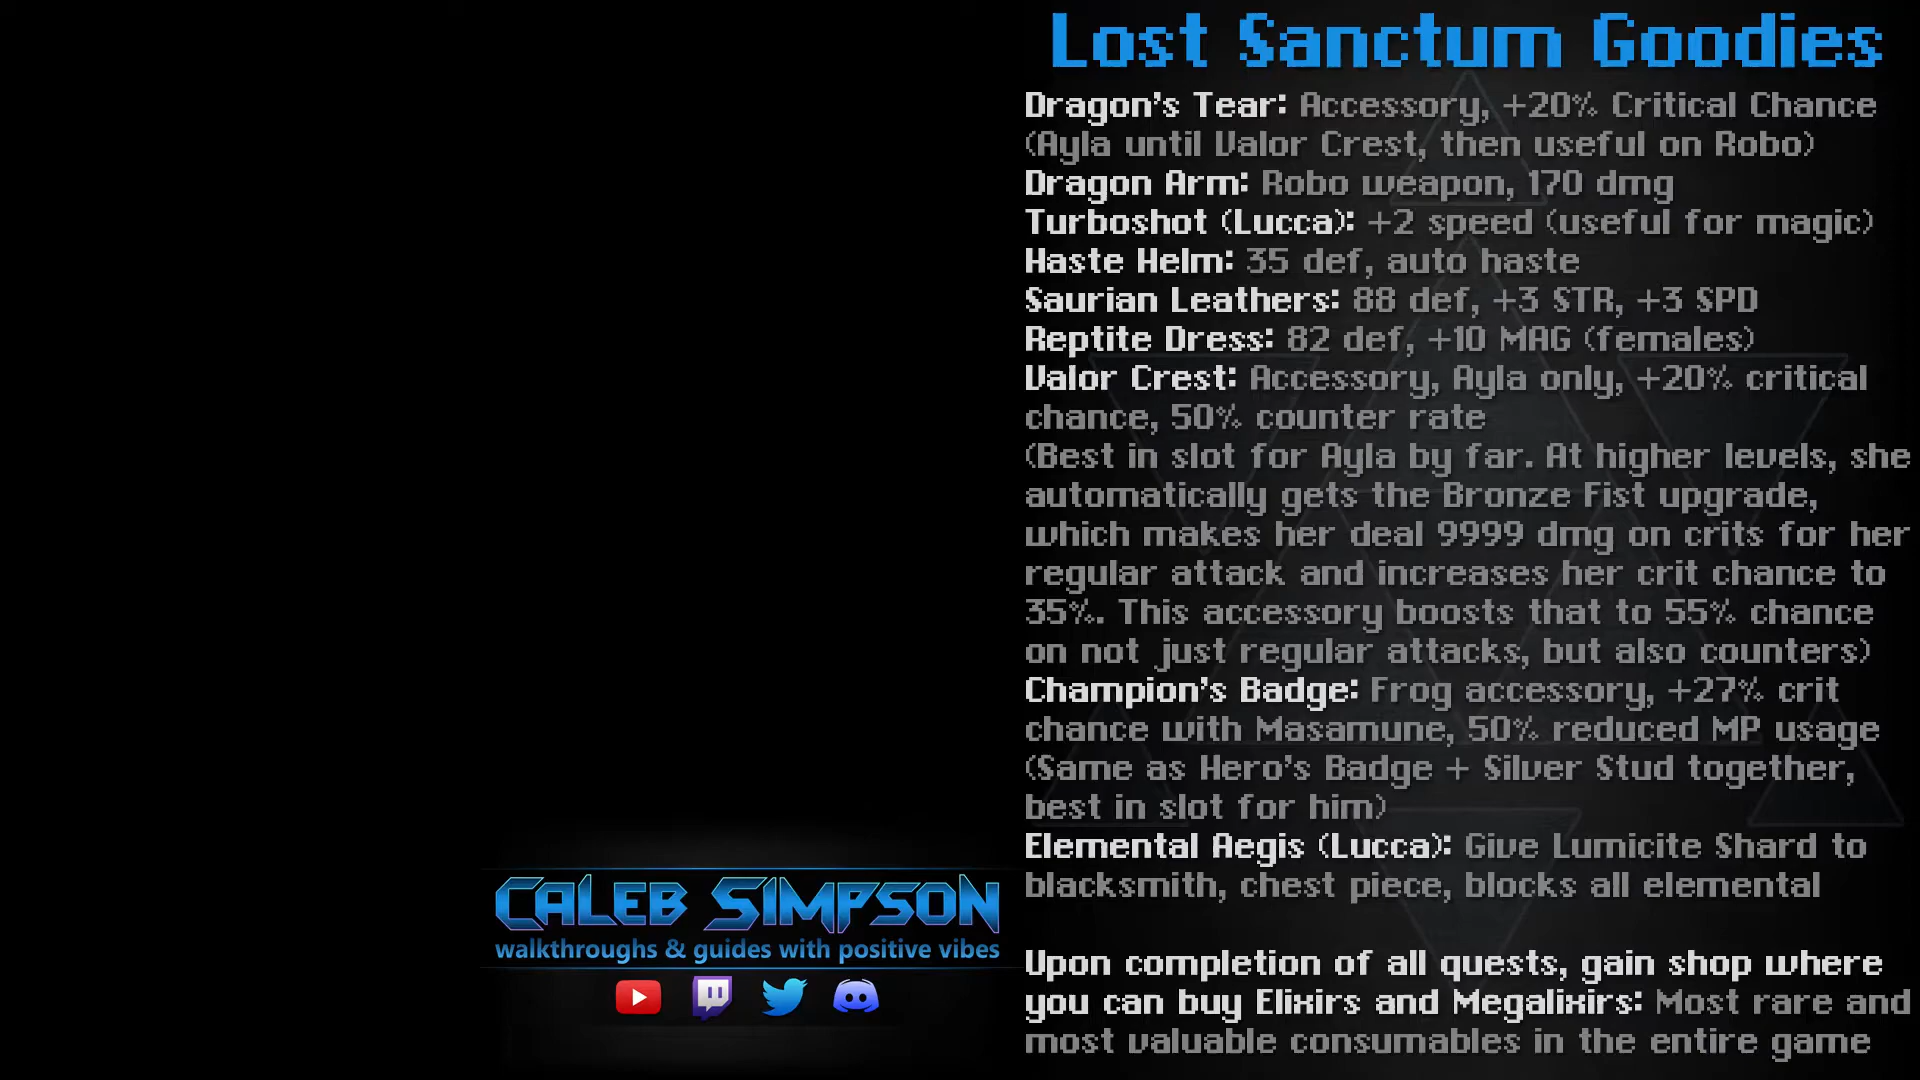 Lost Sanctum Goodies
Dragon's Tear: Accessory, +20% Critical Chance
(Ayla until Valor Crest, then useful on Robo)
Dragon Arm: Robo weapon, 170 dmg
Turboshot (Lucca): +2 speed (useful for magic)
Haste Helm: 35 def, auto haste
Saurian Leathers: 88 def, +3 STR, +3 SPD
Reptite Dress: 82 def, +10 MAG (females)
Valor Crest: Accessory, Ayla only, +20% critical
chance, 50% counter rate
(Best in slot for Ayla by far. At higher levels, she
automatically gets the Bronze Fist upgrade,
which makes her deal 9999 dmg on crits for her
regular attack and increases her crit chance to
35%. This accessory boosts that to 55% chance
on not just regular attacks, but also counters)
Champion's Badge: Frog accessory, +27% crit
chance with Masamune, 50% reduced MP usage
(Same as Hero's Badge + Silver Stud together,
best in slot for him)
Elemental Aegis (Lucca): Give Lumicite Shard to
blacksmith, chest piece, blocks all elemental
Upon completion of all quests, gain shop where
you can buy Elixirs and Megalixirs: Most rare and
most valuable consumables in the entire game
CALEB SIMPSON
walkthroughs & guides with positive vibes